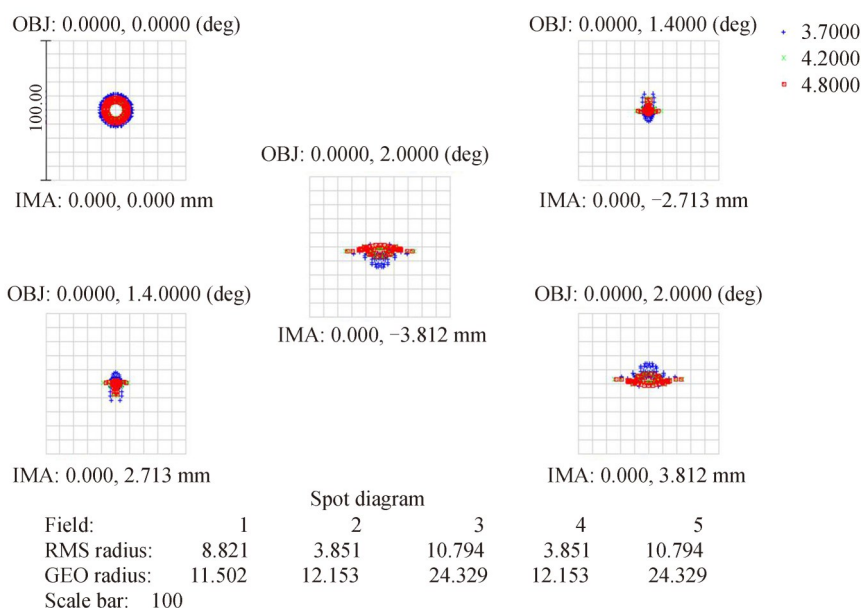 OBJ: 0.0000, 0.0000 (deg)
100.00
IMA: 0.000, 0.000 mm
OBJ: 0.0000, 1.4000 (deg)
IMA: 0.000, −2.713 mm
3.7000
4.2000
4.8000
OBJ: 0.0000, 2.0000 (deg)
IMA: 0.000, −3.812 mm
OBJ: 0.0000, 1.4.0000 (deg)
IMA: 0.000, 2.713 mm
OBJ: 0.0000, 2.0000 (deg)
IMA: 0.000, 3.812 mm
Spot diagram
Field: 1 2 3 4 5
RMS radius: 8.821 3.851 10.794 3.851 10.794
GEO radius: 11.502 12.153 24.329 12.153 24.329
Scale bar: 100